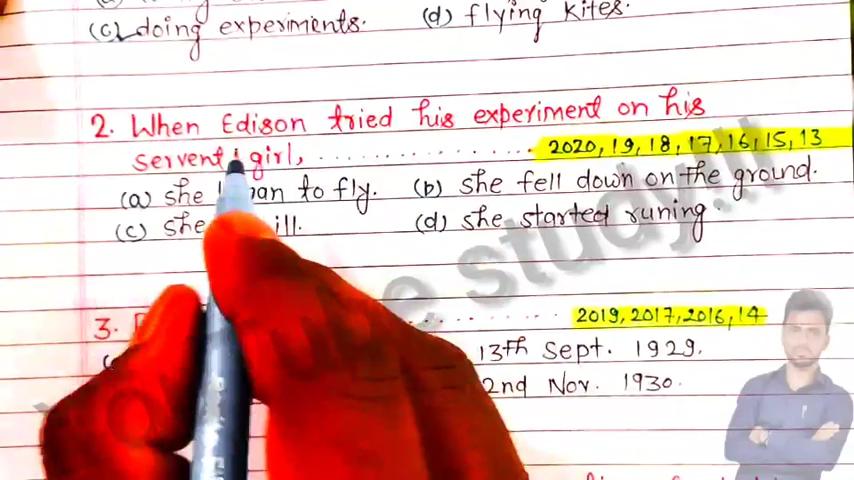 (c) doing experiments. (d) flying kites.
2. When Edison tried his experiment on his
servent girl, .................... 2020, 19, 18, 17, 16, 15, 13
(a) she to fly. (b) she fell down on the ground.
(c) she ill. (d) she started runing.
3. ........ 2019, 2017, 2016, 14
13th Sept. 1929.
2nd Nov. 1930.
be study